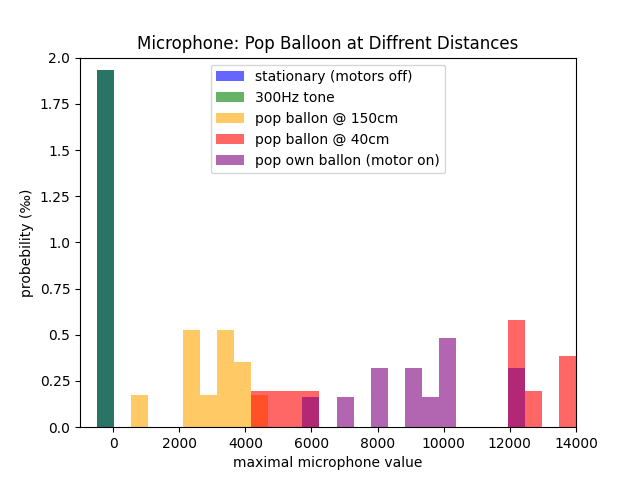 Microphone: Pop Balloon at Diffrent Distances
2.0
1.75
1.5
1.25
1.0
0.75
0.5
0.25
0.0
probebility (‰)
stationary (motors off)
300Hz tone
pop ballon @ 150cm
pop ballon @ 40cm
pop own ballon (motor on)
0 2000 4000 6000 8000 10000 12000 14000
maximal microphone value